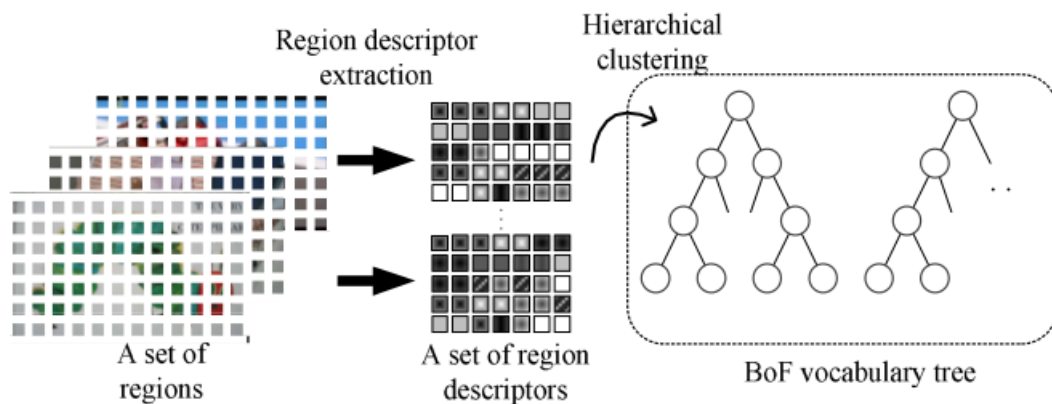 Region descriptor
extraction
Hierarchical
clustering
A set of
regions
A set of region
descriptors
BoF vocabulary tree